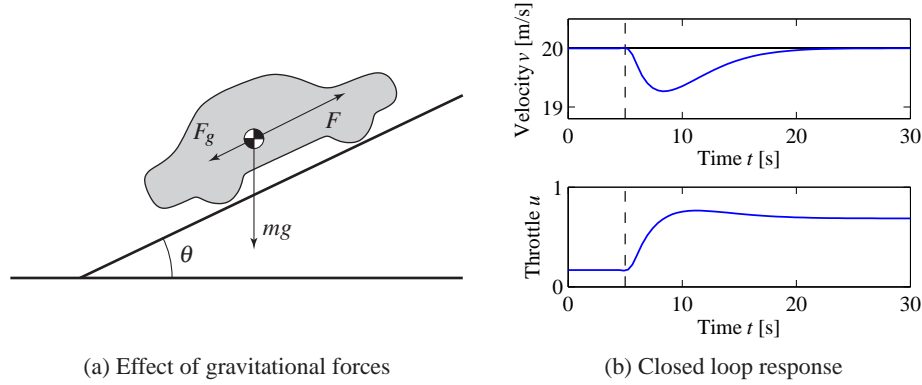 F_g
F
mg
θ
(a) Effect of gravitational forces
Velocity v [m/s]
20
19
0 10 20 30
Time t [s]
Throttle u
1
0
0 10 20 30
Time t [s]
(b) Closed loop response